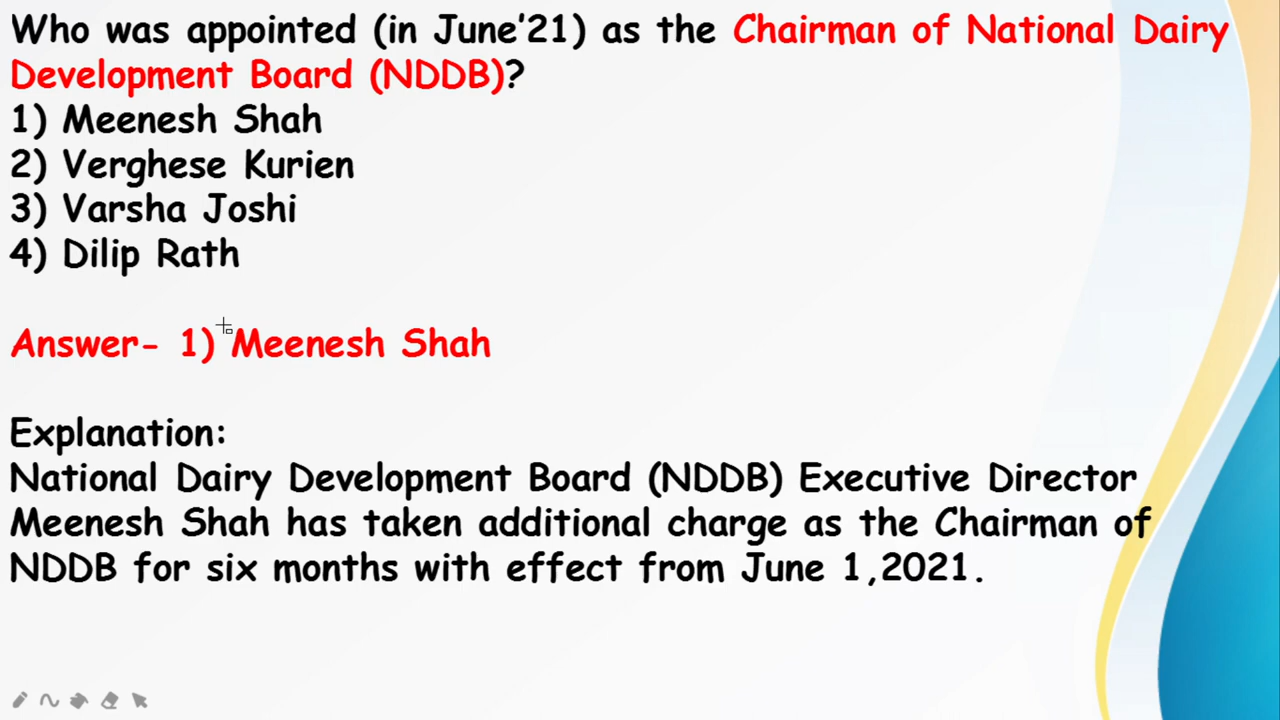 Who was appointed (in June’21) as the Chairman of National Dairy
Development Board (NDDB)?
1) Meenesh Shah
2) Verghese Kurien
3) Varsha Joshi
4) Dilip Rath
Answer- 1) Meenesh Shah
Explanation:
National Dairy Development Board (NDDB) Executive Director
Meenesh Shah has taken additional charge as the Chairman of
NDDB for six months with effect from June 1,2021.